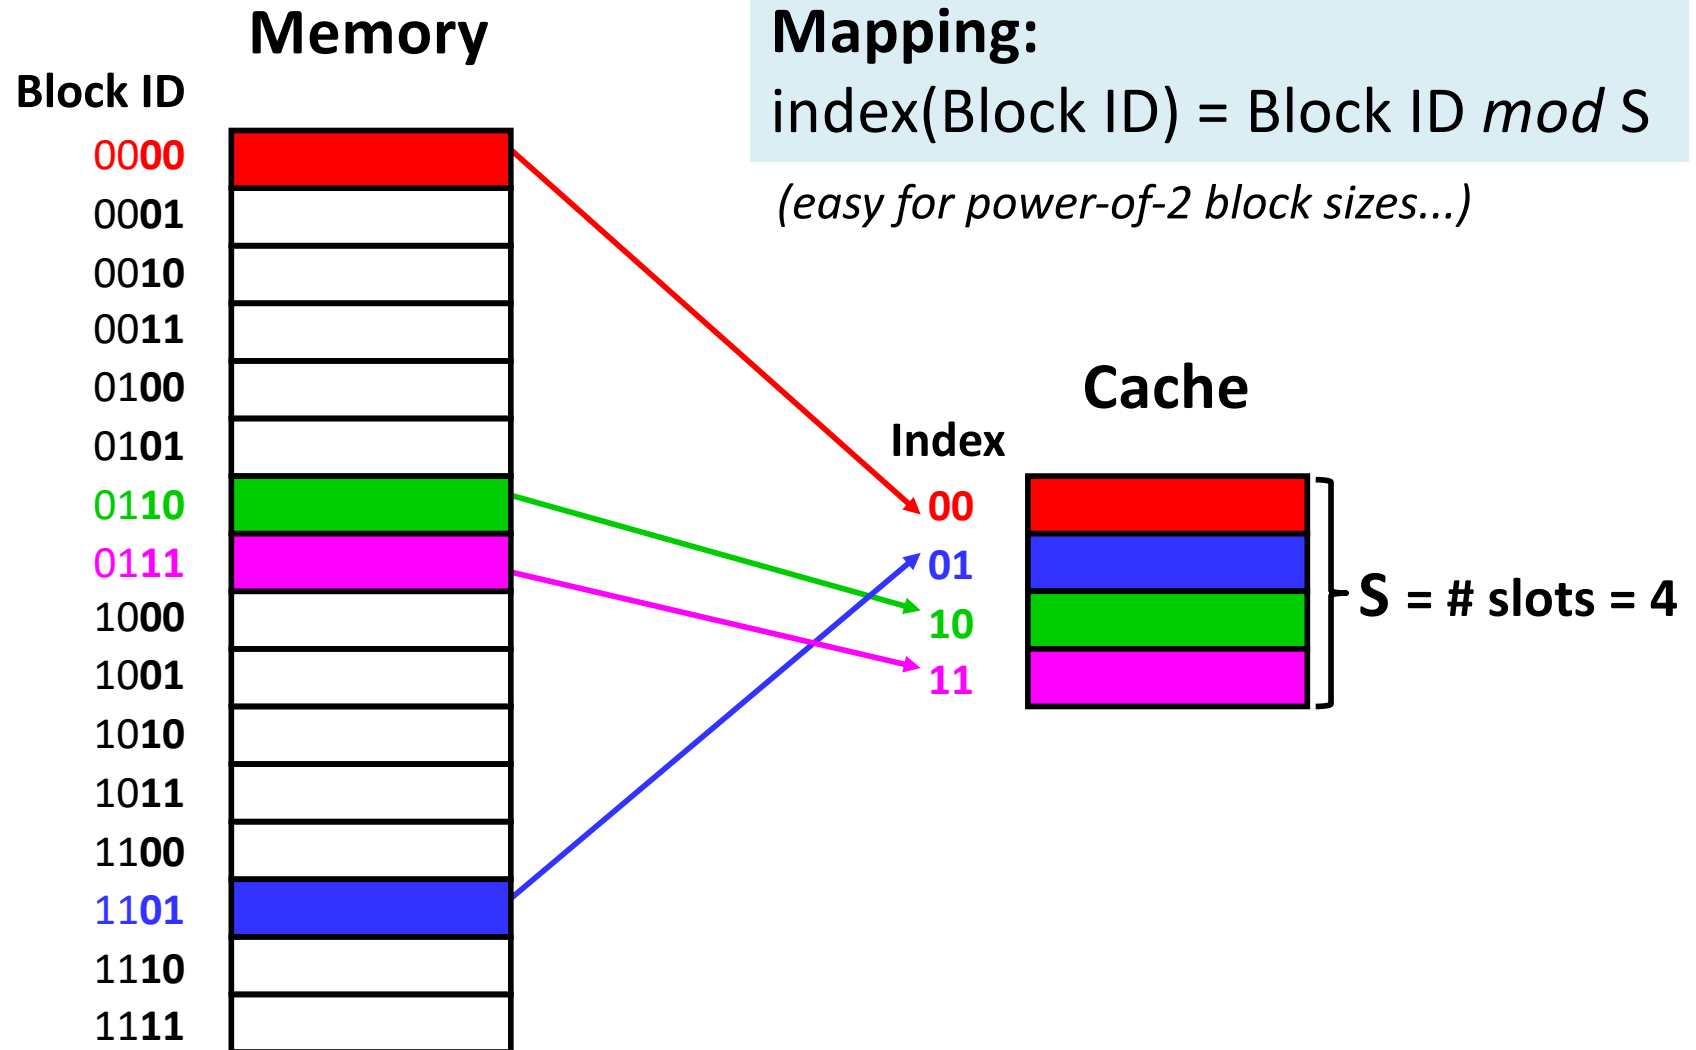 Memory
Mapping:
index(Block ID) = Block ID mod S
(easy for power-of-2 block sizes...)
Block ID
0000
0001
0010
0011
0100
0101
0110
0111
1000
1001
1010
1011
1100
1101
1110
1111
Cache
Index
00
01
10
11
S = # slots = 4